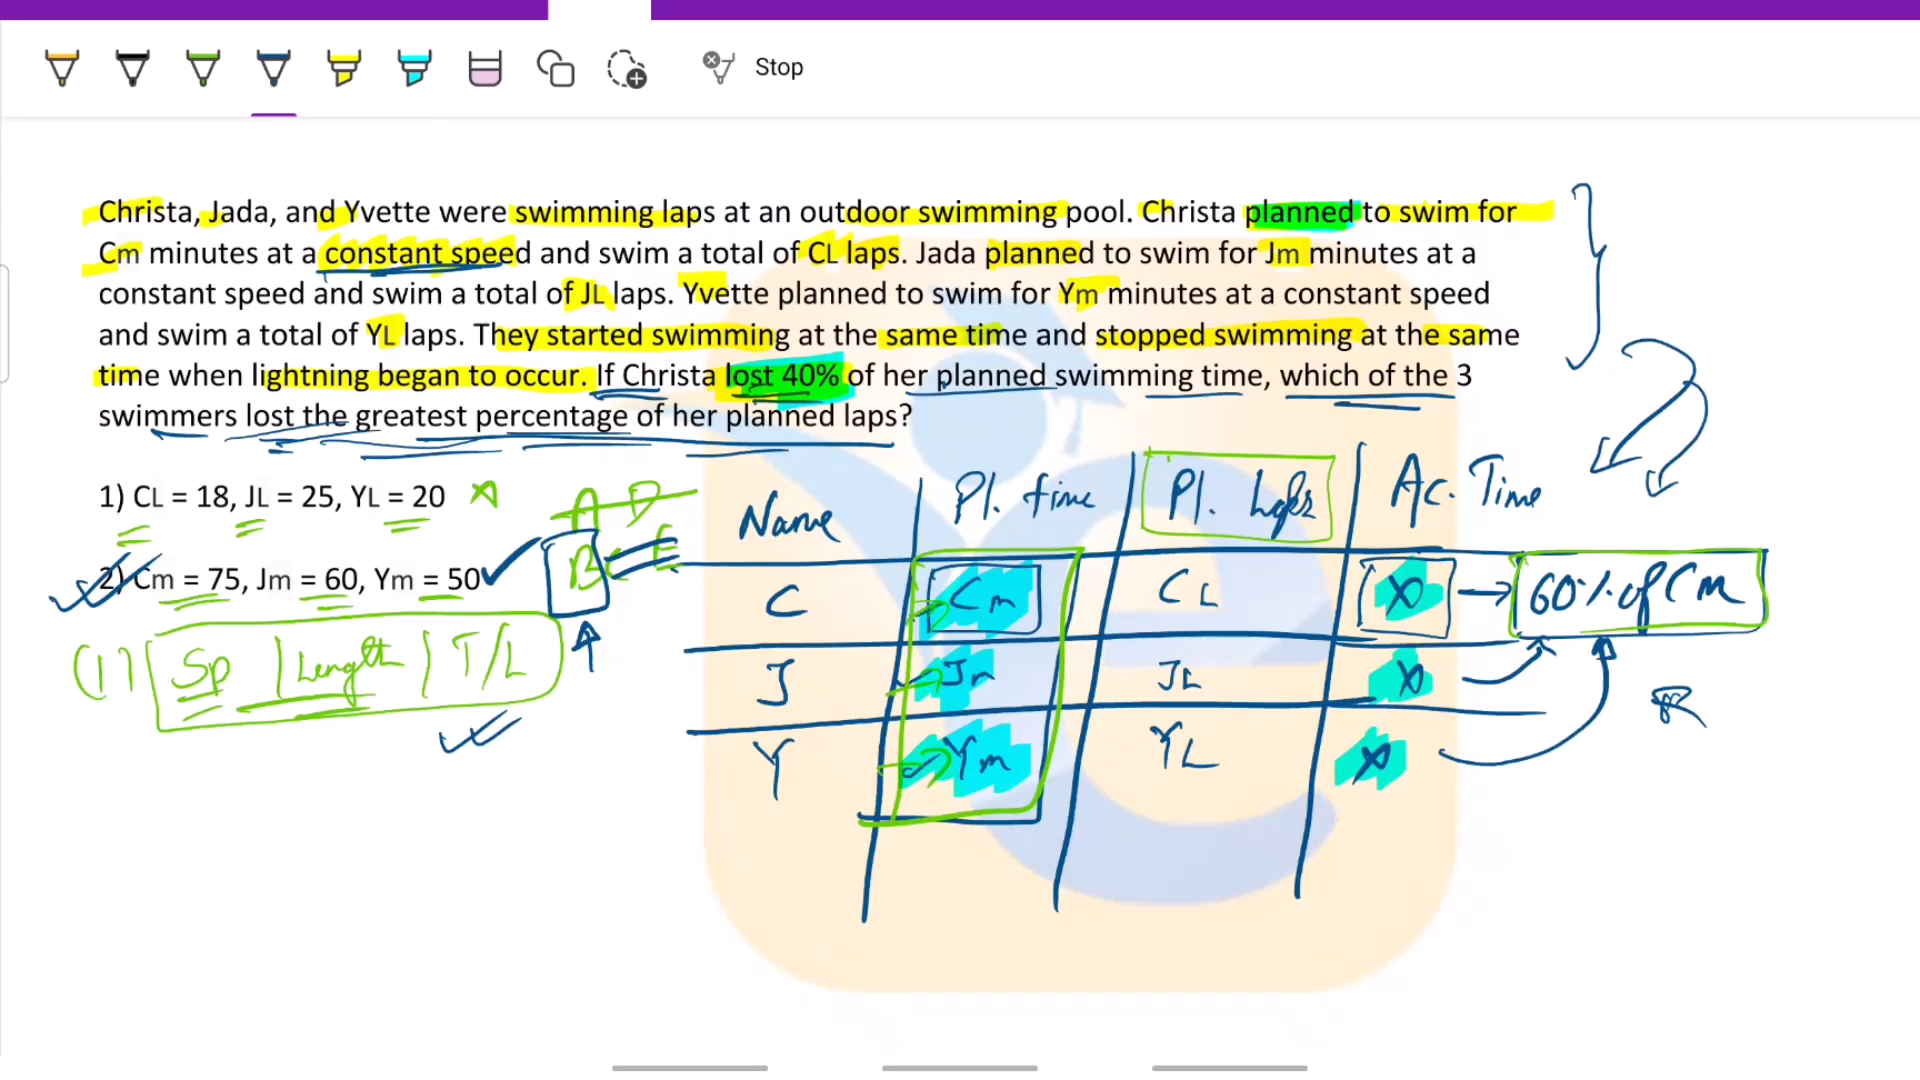 Stop
Christa, Jada, and Yvette were swimming laps at an outdoor swimming pool. Christa planned to swim for
Cm minutes at a constant speed and swim a total of CL laps. Jada planned to swim for Jm minutes at a
constant speed and swim a total of JL laps. Yvette planned to swim for Ym minutes at a constant speed
and swim a total of YL laps. They started swimming at the same time and stopped swimming at the same
time when lightning began to occur. If Christa lost 40% of her planned swimming time, which of the 3
swimmers lost the greatest percentage of her planned laps?
1) CL = 18, JL = 25, YL = 20
A D
B C E
2) Cm = 75, Jm = 60, Ym = 50
(1) Sp | Length | T/L
Name Pl. time Pl. Laps Ac. Time
C Cm CL x → 60% of Cm
J Jm JL x
Y Ym YL x